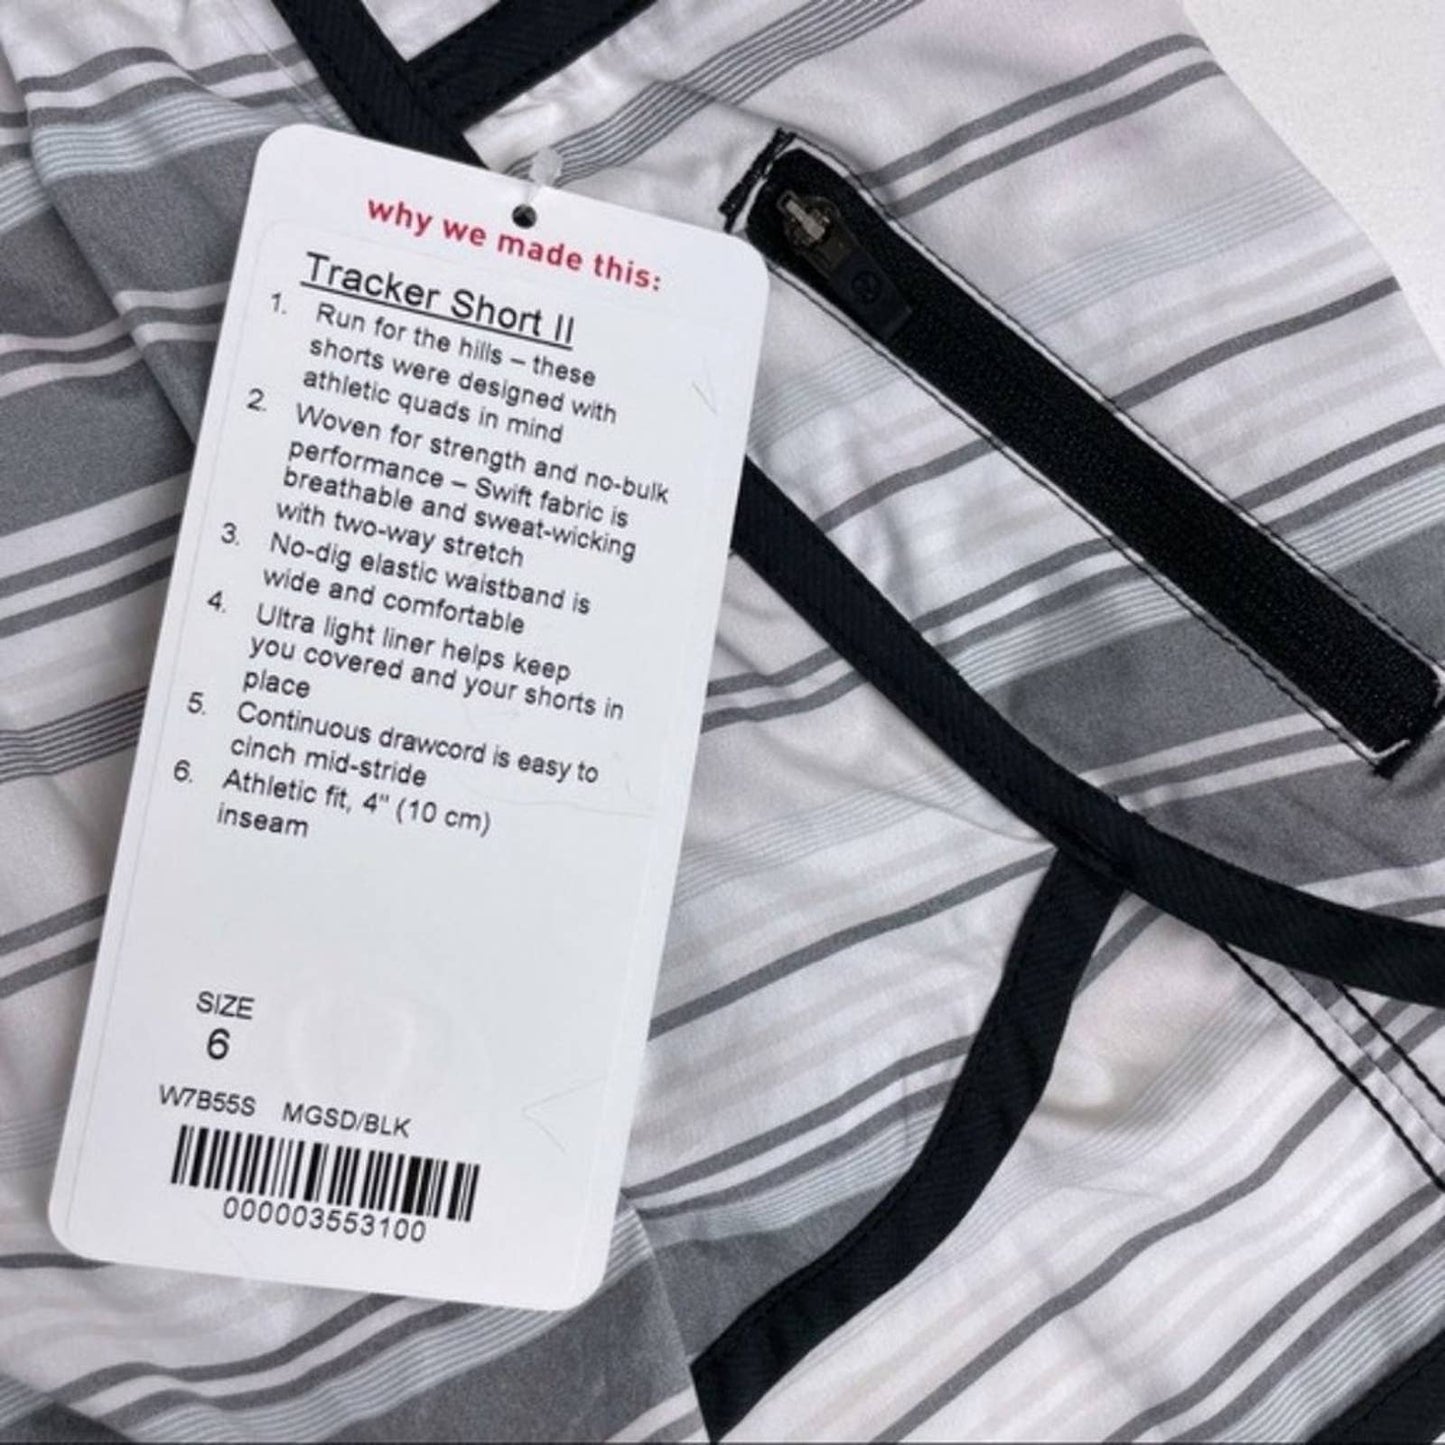 why we made this:
Tracker Short II
1. Run for the hills – these
shorts were designed with
athletic quads in mind
2. Woven for strength and no-bulk
performance – Swift fabric is
breathable and sweat-wicking
with two-way stretch
3. No-dig elastic waistband is
wide and comfortable
4. Ultra light liner helps keep
you covered and your shorts in
place
5. Continuous drawcord is easy to
cinch mid-stride
6. Athletic fit, 4" (10 cm)
inseam
SIZE
6
W7B55S MGSD/BLK
000003553100